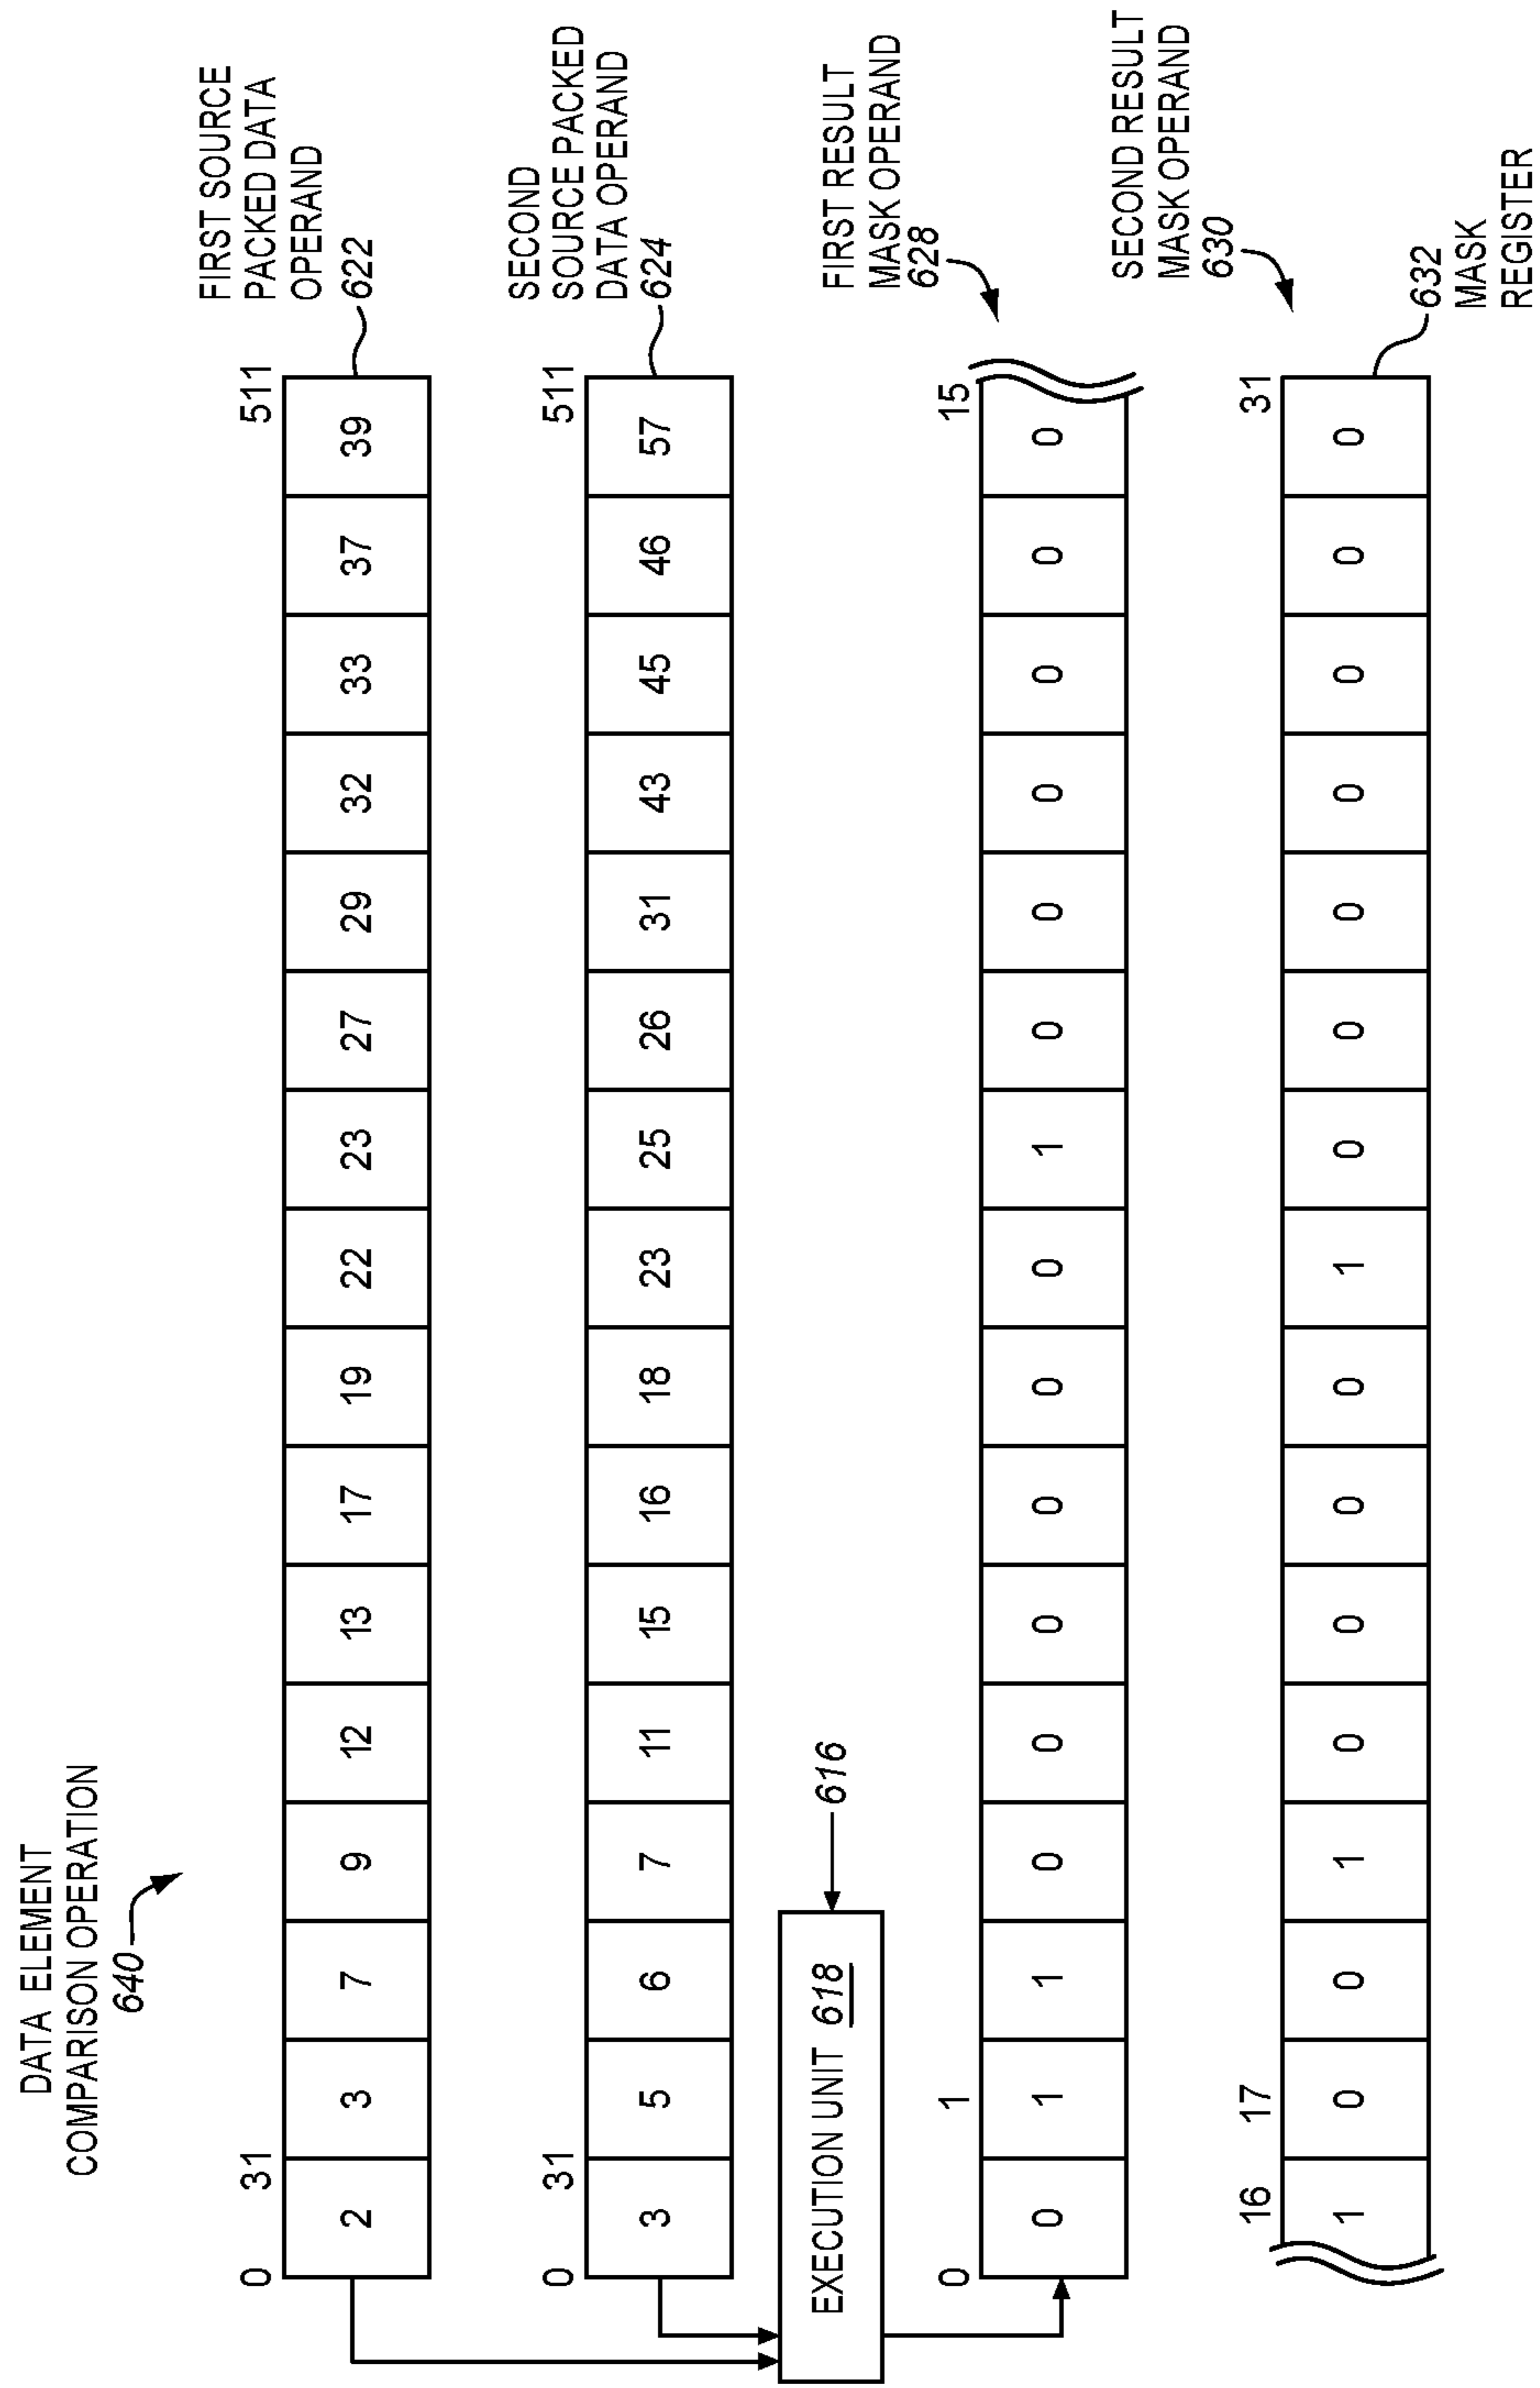 DATA ELEMENT
COMPARISON OPERATION
640
0 31 511
2 3 7 9 12 13 17 19 22 23 27 29 32 33 37 39
FIRST SOURCE
PACKED DATA
OPERAND
622
0 31 511
3 5 6 7 11 15 16 18 23 25 26 31 43 45 46 57
SECOND
SOURCE PACKED
DATA OPERAND
624
EXECUTION UNIT 618
616
0 1 15
0 1 1 0 0 0 0 0 0 1 0 0 0 0 0 0
FIRST RESULT
MASK OPERAND
628
16 17 31
1 0 0 1 0 0 0 0 1 0 0 0 0 0 0 0
SECOND RESULT
MASK OPERAND
630
632
MASK
REGISTER